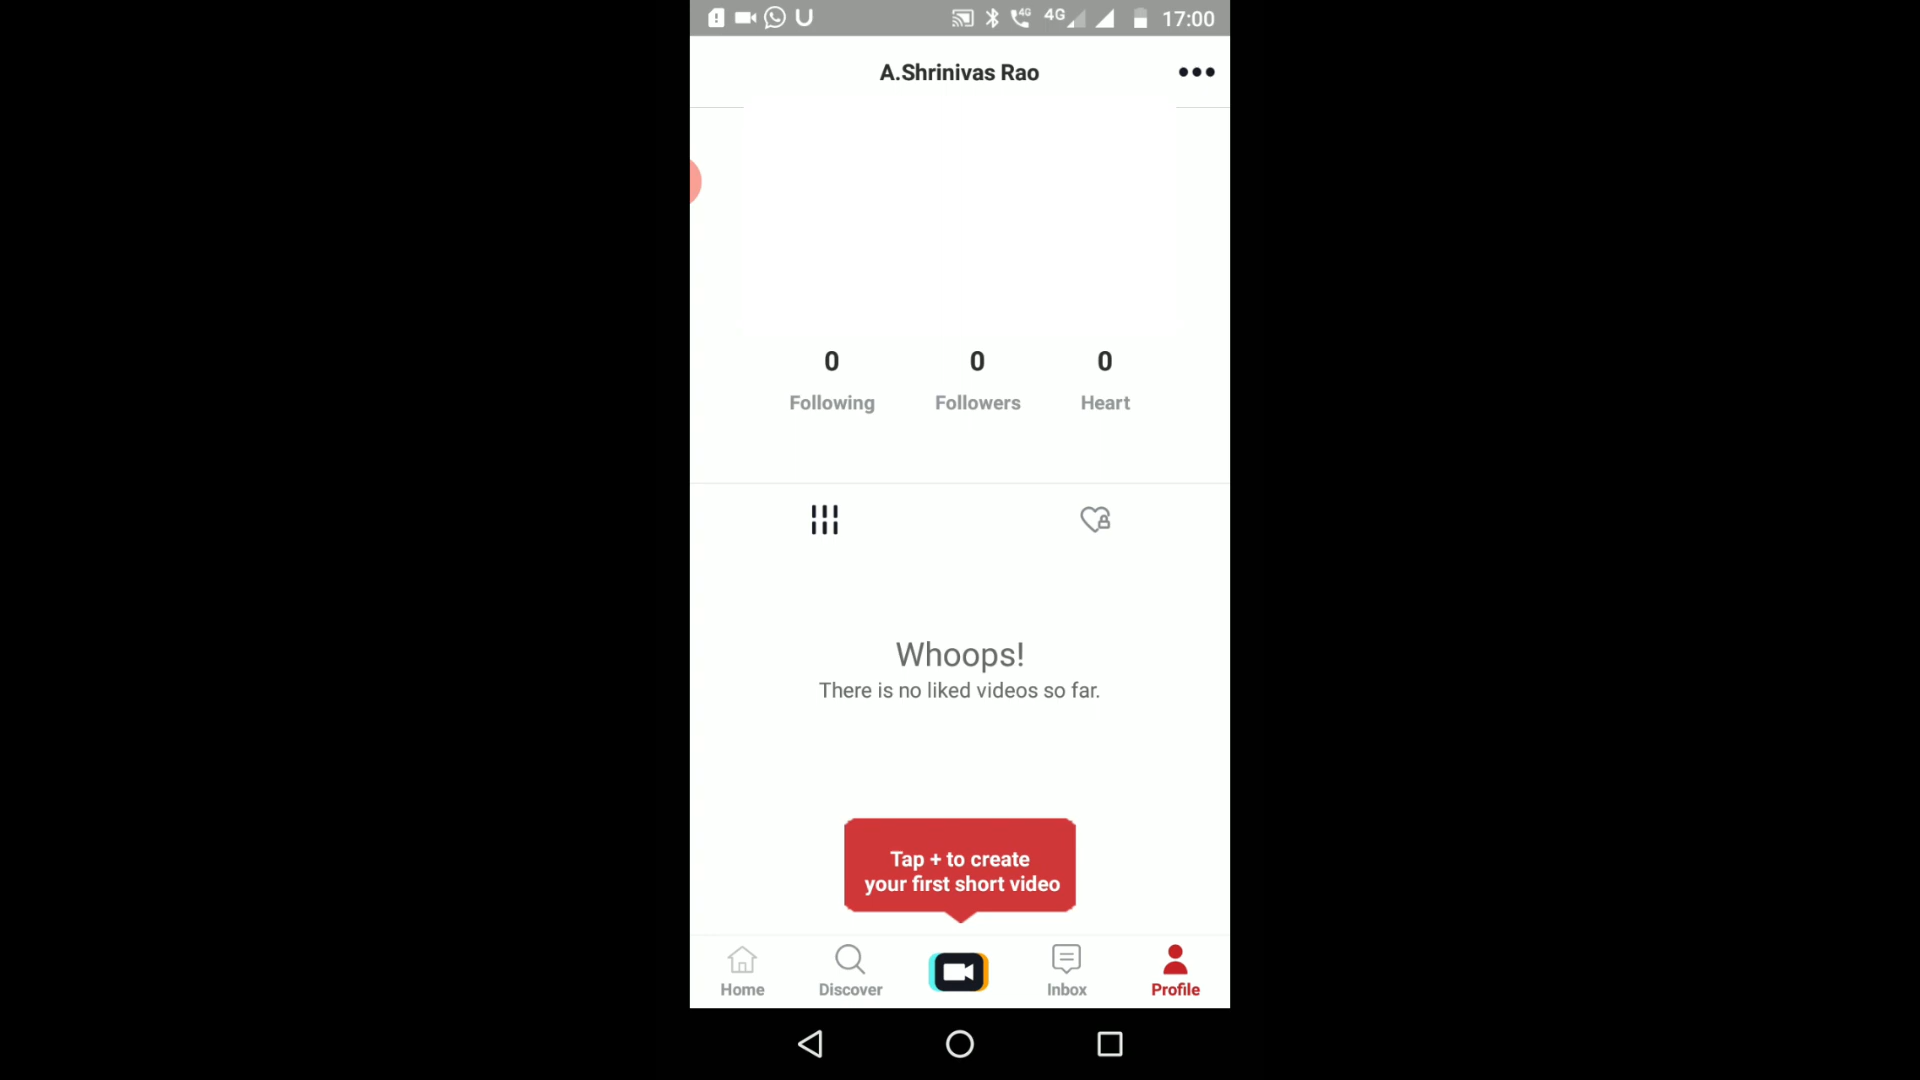 17:00
A.Shrinivas Rao
0 0 0
Following Followers Heart
Whoops!
There is no liked videos so far.
Tap + to create
your first short video
Home Discover Inbox Profile